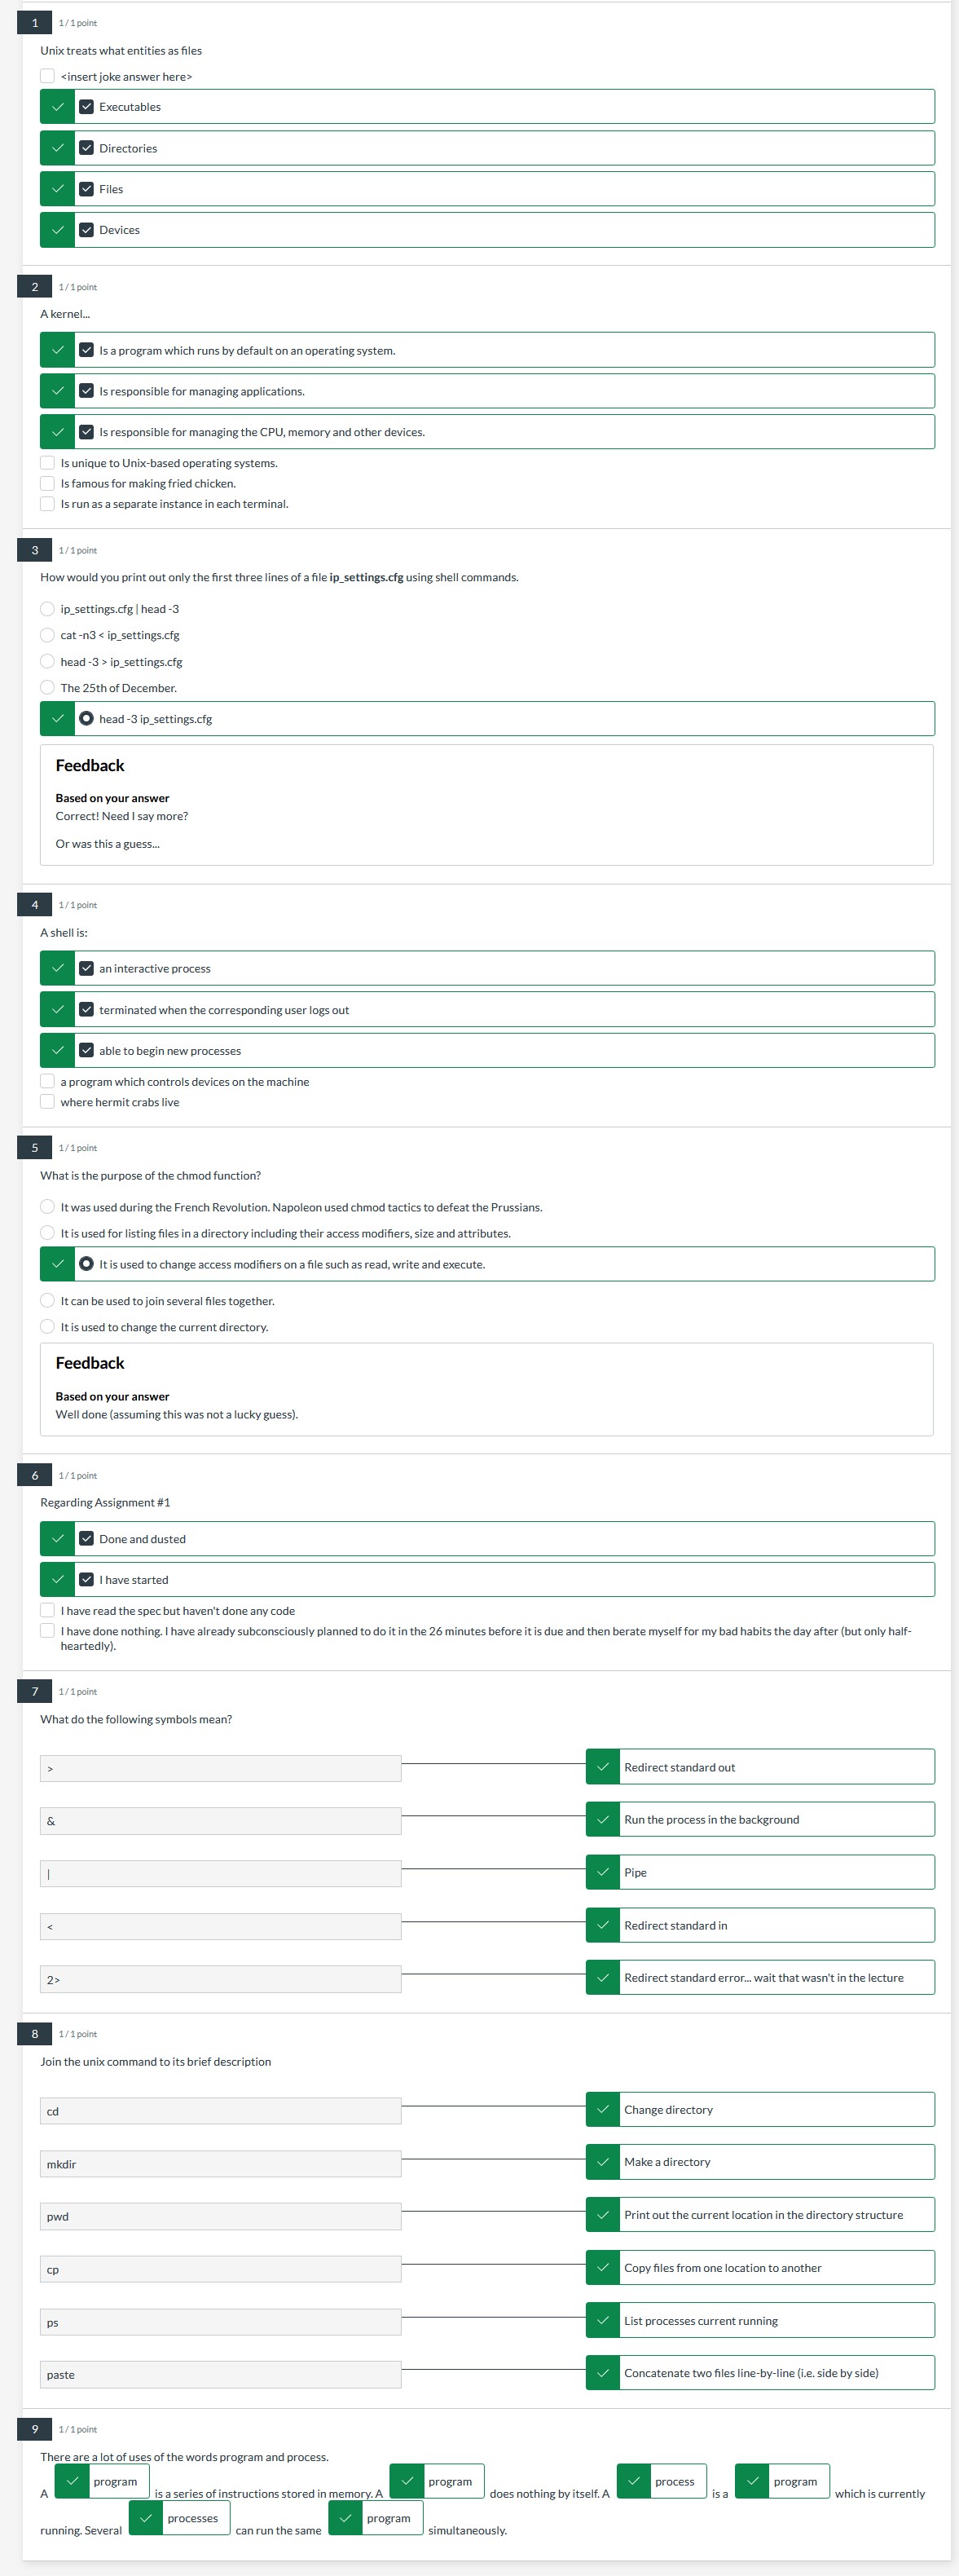 1
1 / 1 point
Unix treats what entities as files
<insert joke answer here>
Executables
Directories
Files
Devices
2
1 / 1 point
A kernel...
Is a program which runs by default on an operating system.
Is responsible for managing applications.
Is responsible for managing the CPU, memory and other devices.
Is unique to Unix-based operating systems.
Is famous for making fried chicken.
Is run as a separate instance in each terminal.
3
1 / 1 point
How would you print out only the first three lines of a file ip_settings.cfg using shell commands.
ip_settings.cfg | head -3
cat -n3 < ip_settings.cfg
head -3 > ip_settings.cfg
The 25th of December.
head -3 ip_settings.cfg
Feedback
Based on your answer
Correct! Need I say more?
Or was this a guess...
4
1 / 1 point
A shell is:
an interactive process
terminated when the corresponding user logs out
able to begin new processes
a program which controls devices on the machine
where hermit crabs live
5
1 / 1 point
What is the purpose of the chmod function?
It was used during the French Revolution. Napoleon used chmod tactics to defeat the Prussians.
It is used for listing files in a directory including their access modifiers, size and attributes.
It is used to change access modifiers on a file such as read, write and execute.
It can be used to join several files together.
It is used to change the current directory.
Feedback
Based on your answer
Well done (assuming this was not a lucky guess).
6
1 / 1 point
Regarding Assignment #1
Done and dusted
I have started
I have read the spec but haven't done any code
I have done nothing. I have already subconsciously planned to do it in the 26 minutes before it is due and then berate myself for my bad habits the day after (but only half-
heartedly).
7
1 / 1 point
What do the following symbols mean?
> Redirect standard out
& Run the process in the background
| Pipe
< Redirect standard in
2> Redirect standard error... wait that wasn't in the lecture
8
1 / 1 point
Join the unix command to its brief description
cd Change directory
mkdir Make a directory
pwd Print out the current location in the directory structure
cp Copy files from one location to another
ps List processes current running
paste Concatenate two files line-by-line (i.e. side by side)
9
1 / 1 point
There are a lot of uses of the words program and process.
A program is a series of instructions stored in memory. A program does nothing by itself. A process is a program which is currently
running. Several processes can run the same program simultaneously.